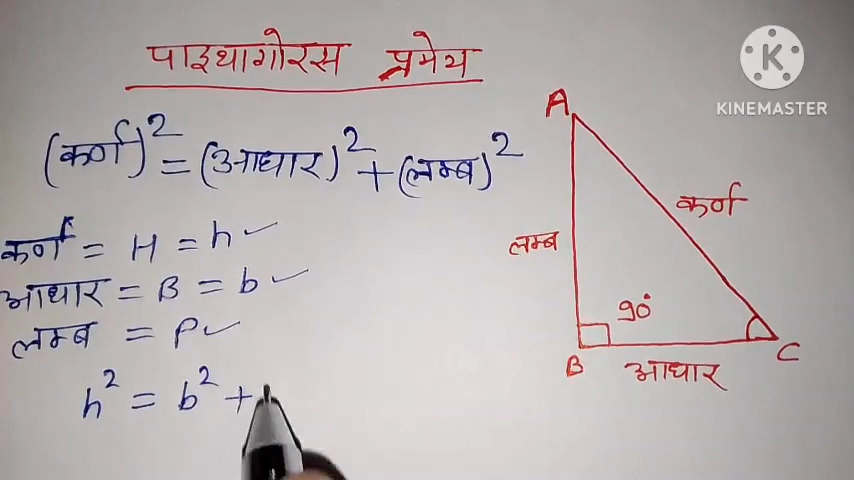 पाइथागोरस प्रमेय
(कर्ण)² = (आधार)² + (लम्ब)²
कर्ण = H = h ✓
आधार = B = b ✓
लम्ब = P ✓
h² = b² +
A
कर्ण
लम्ब
90°
B
आधार
C
K
KINEMASTER